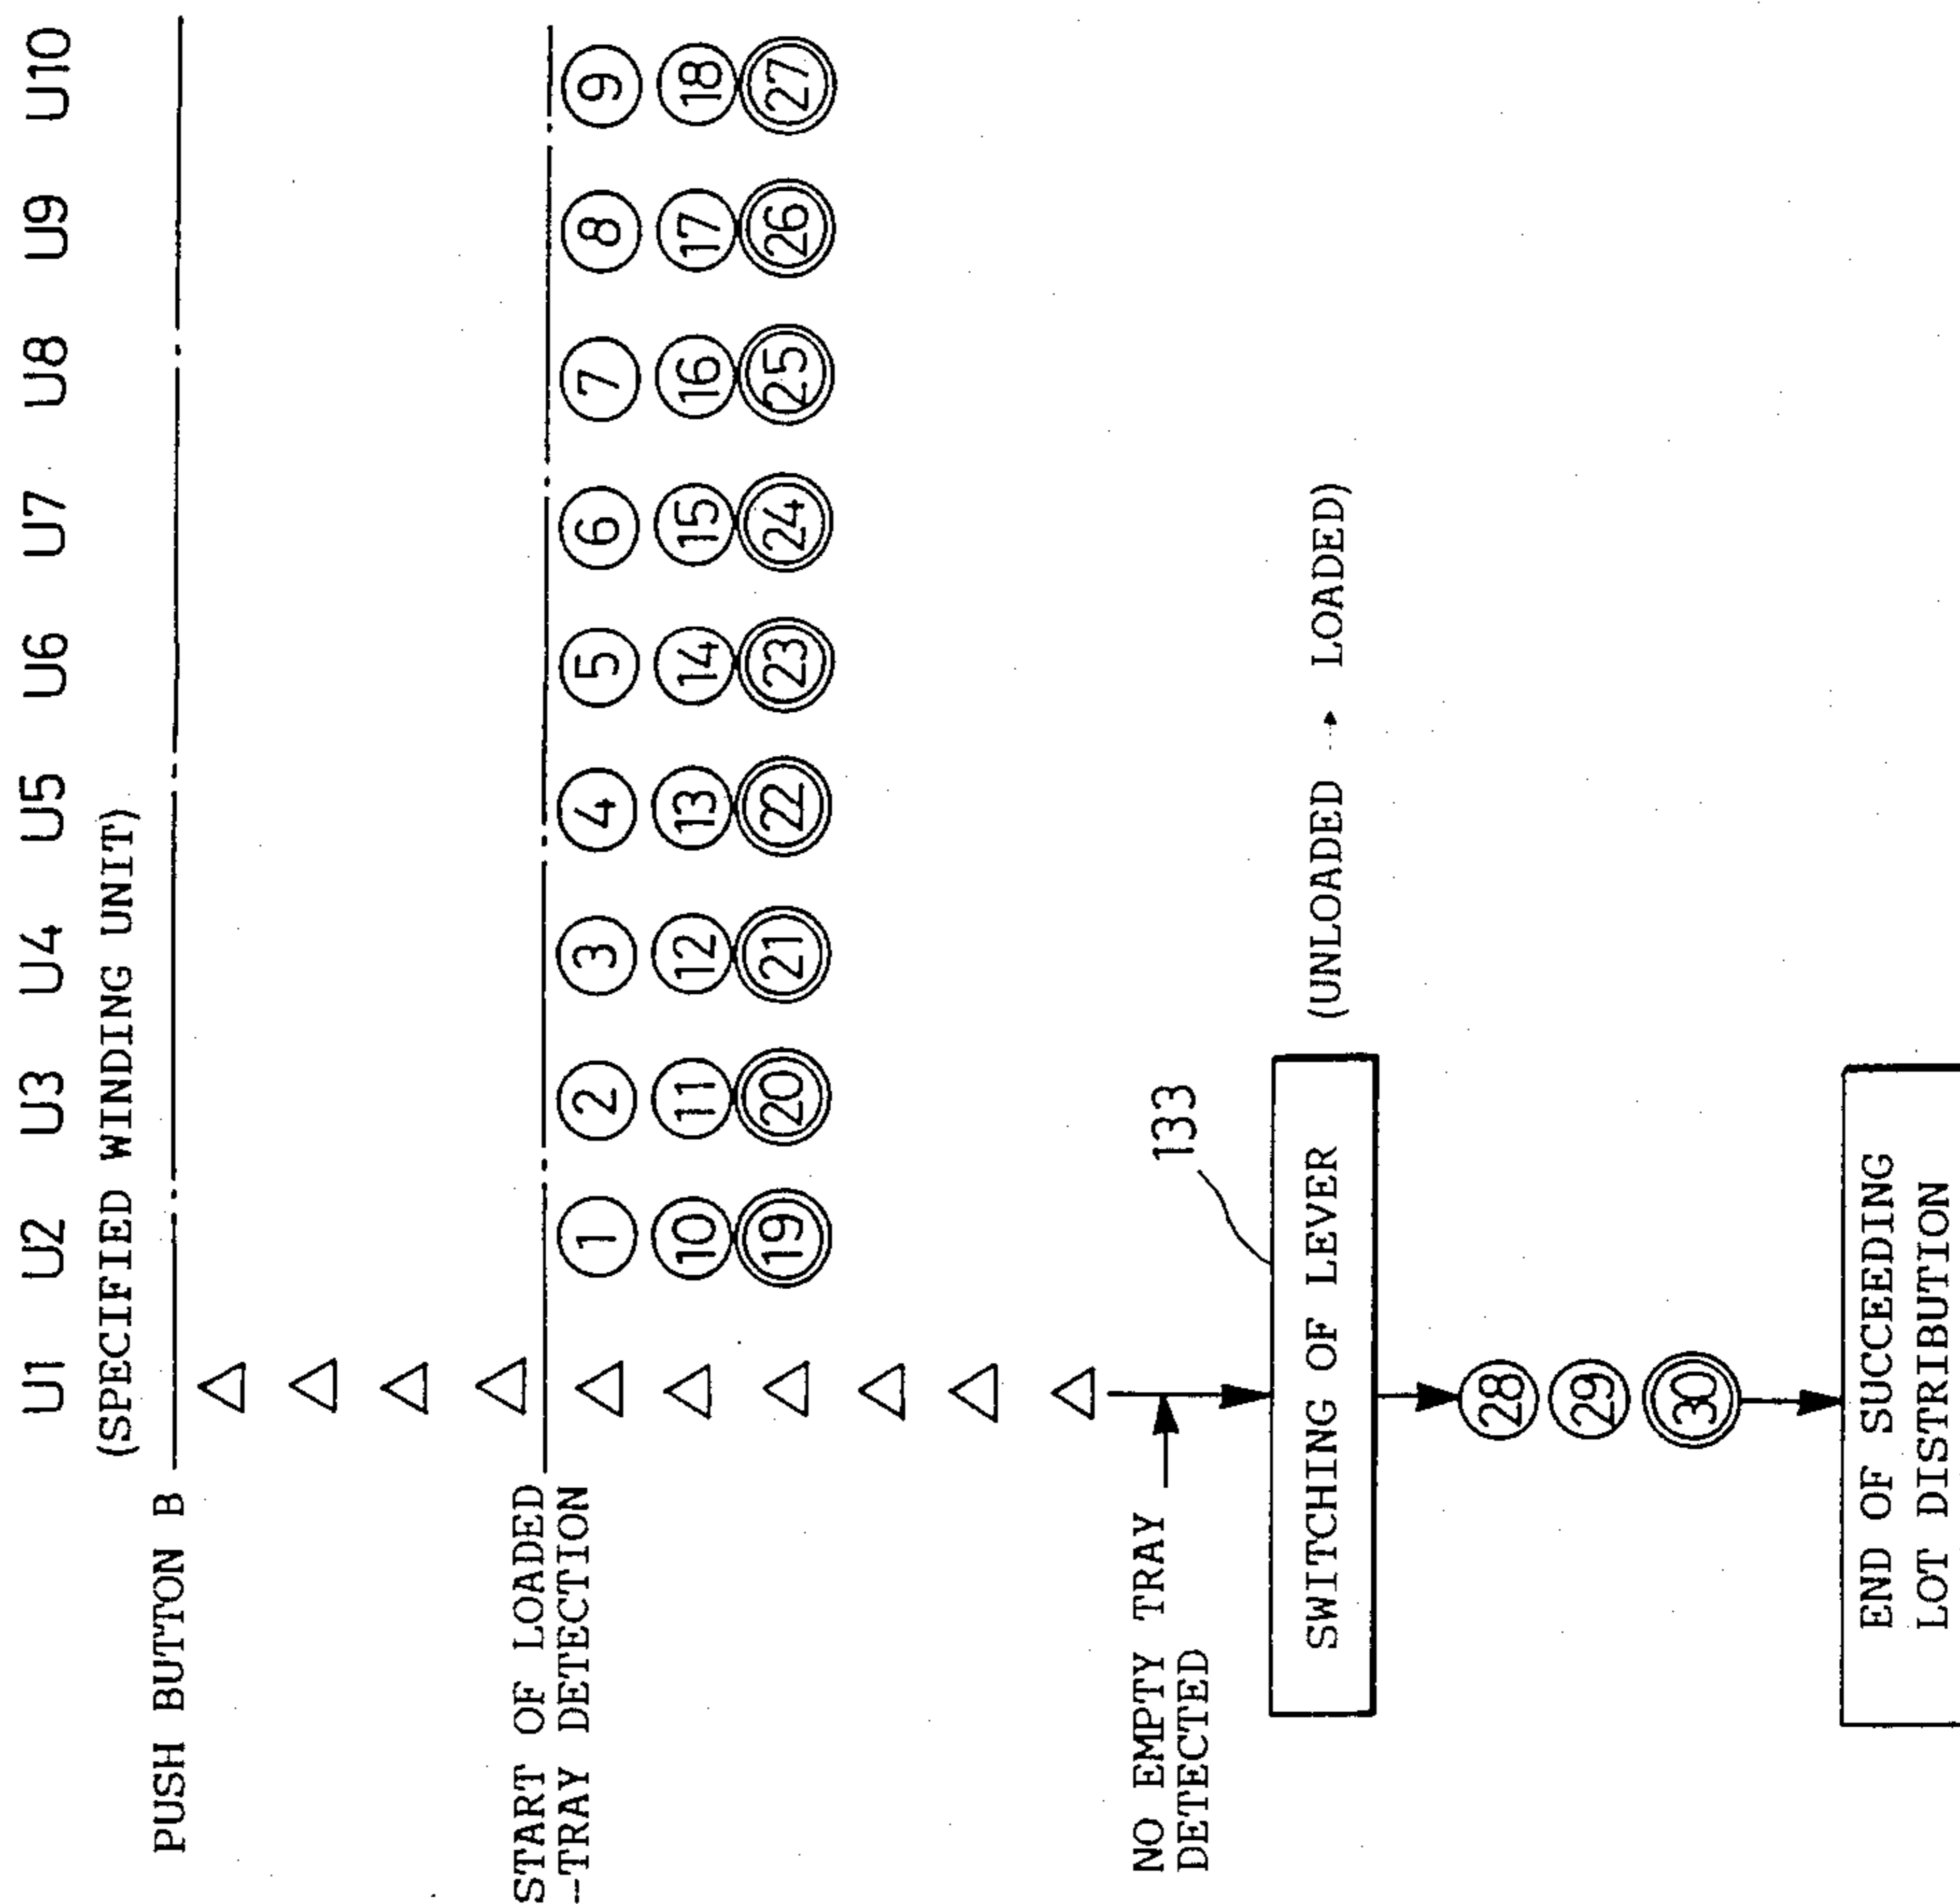 U1 U2 U3 U4 U5 U6 U7 U8 U9 U10
(SPECIFIED WINDING UNIT)
PUSH BUTTON B
START OF LOADED
-TRAY DETECTION
1 2 3 4 5 6 7 8 9
10 11 12 13 14 15 16 17 18
19 20 21 22 23 24 25 26 27
NO EMPTY TRAY
DETECTED
133
SWITCHING OF LEVER
(UNLOADED → LOADED)
28
29
30
END OF SUCCEEDING
LOT DISTRIBUTION